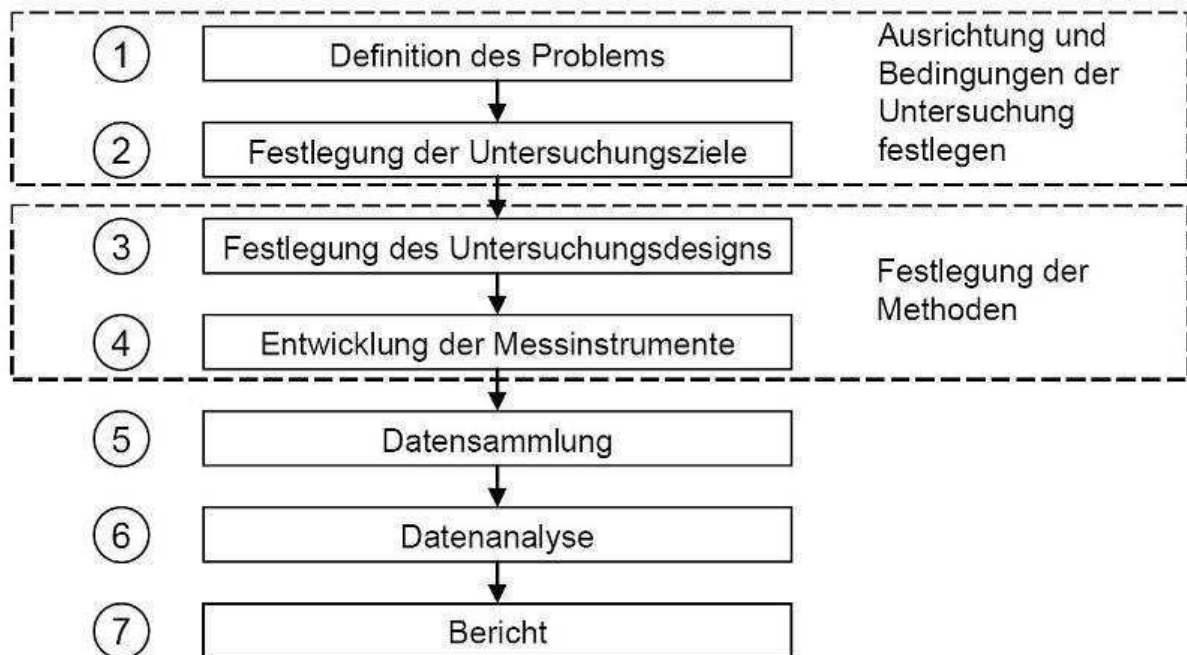 1
Definition des Problems
2
Festlegung der Untersuchungsziele
Ausrichtung und
Bedingungen der
Untersuchung
festlegen
3
Festlegung des Untersuchungsdesigns
4
Entwicklung der Messinstrumente
Festlegung der
Methoden
5
Datensammlung
6
Datenanalyse
7
Bericht